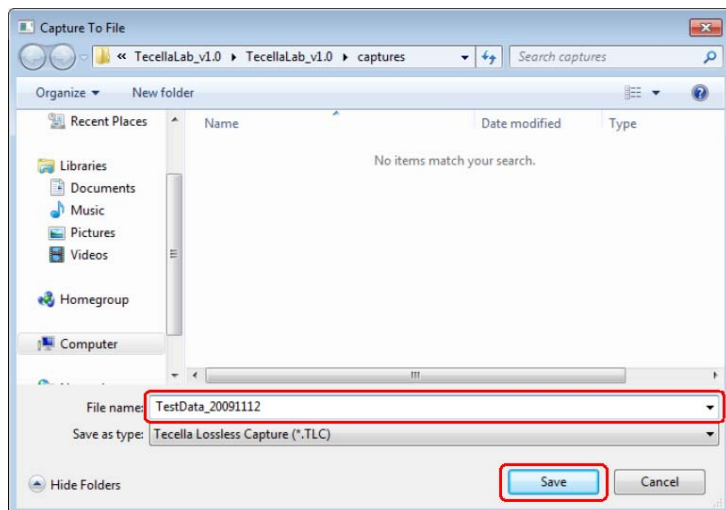 Capture To File
« TecellaLab_v1.0 TecellaLab_v1.0 captures Search captures
Organize New folder
Recent Places Name Date modified Type
No items match your search.
Libraries
Documents
Music
Pictures
Videos
Homegroup
Computer
File name: TestData_20091112
Save as type: Tecella Lossless Capture (*.TLC)
Hide Folders Save Cancel